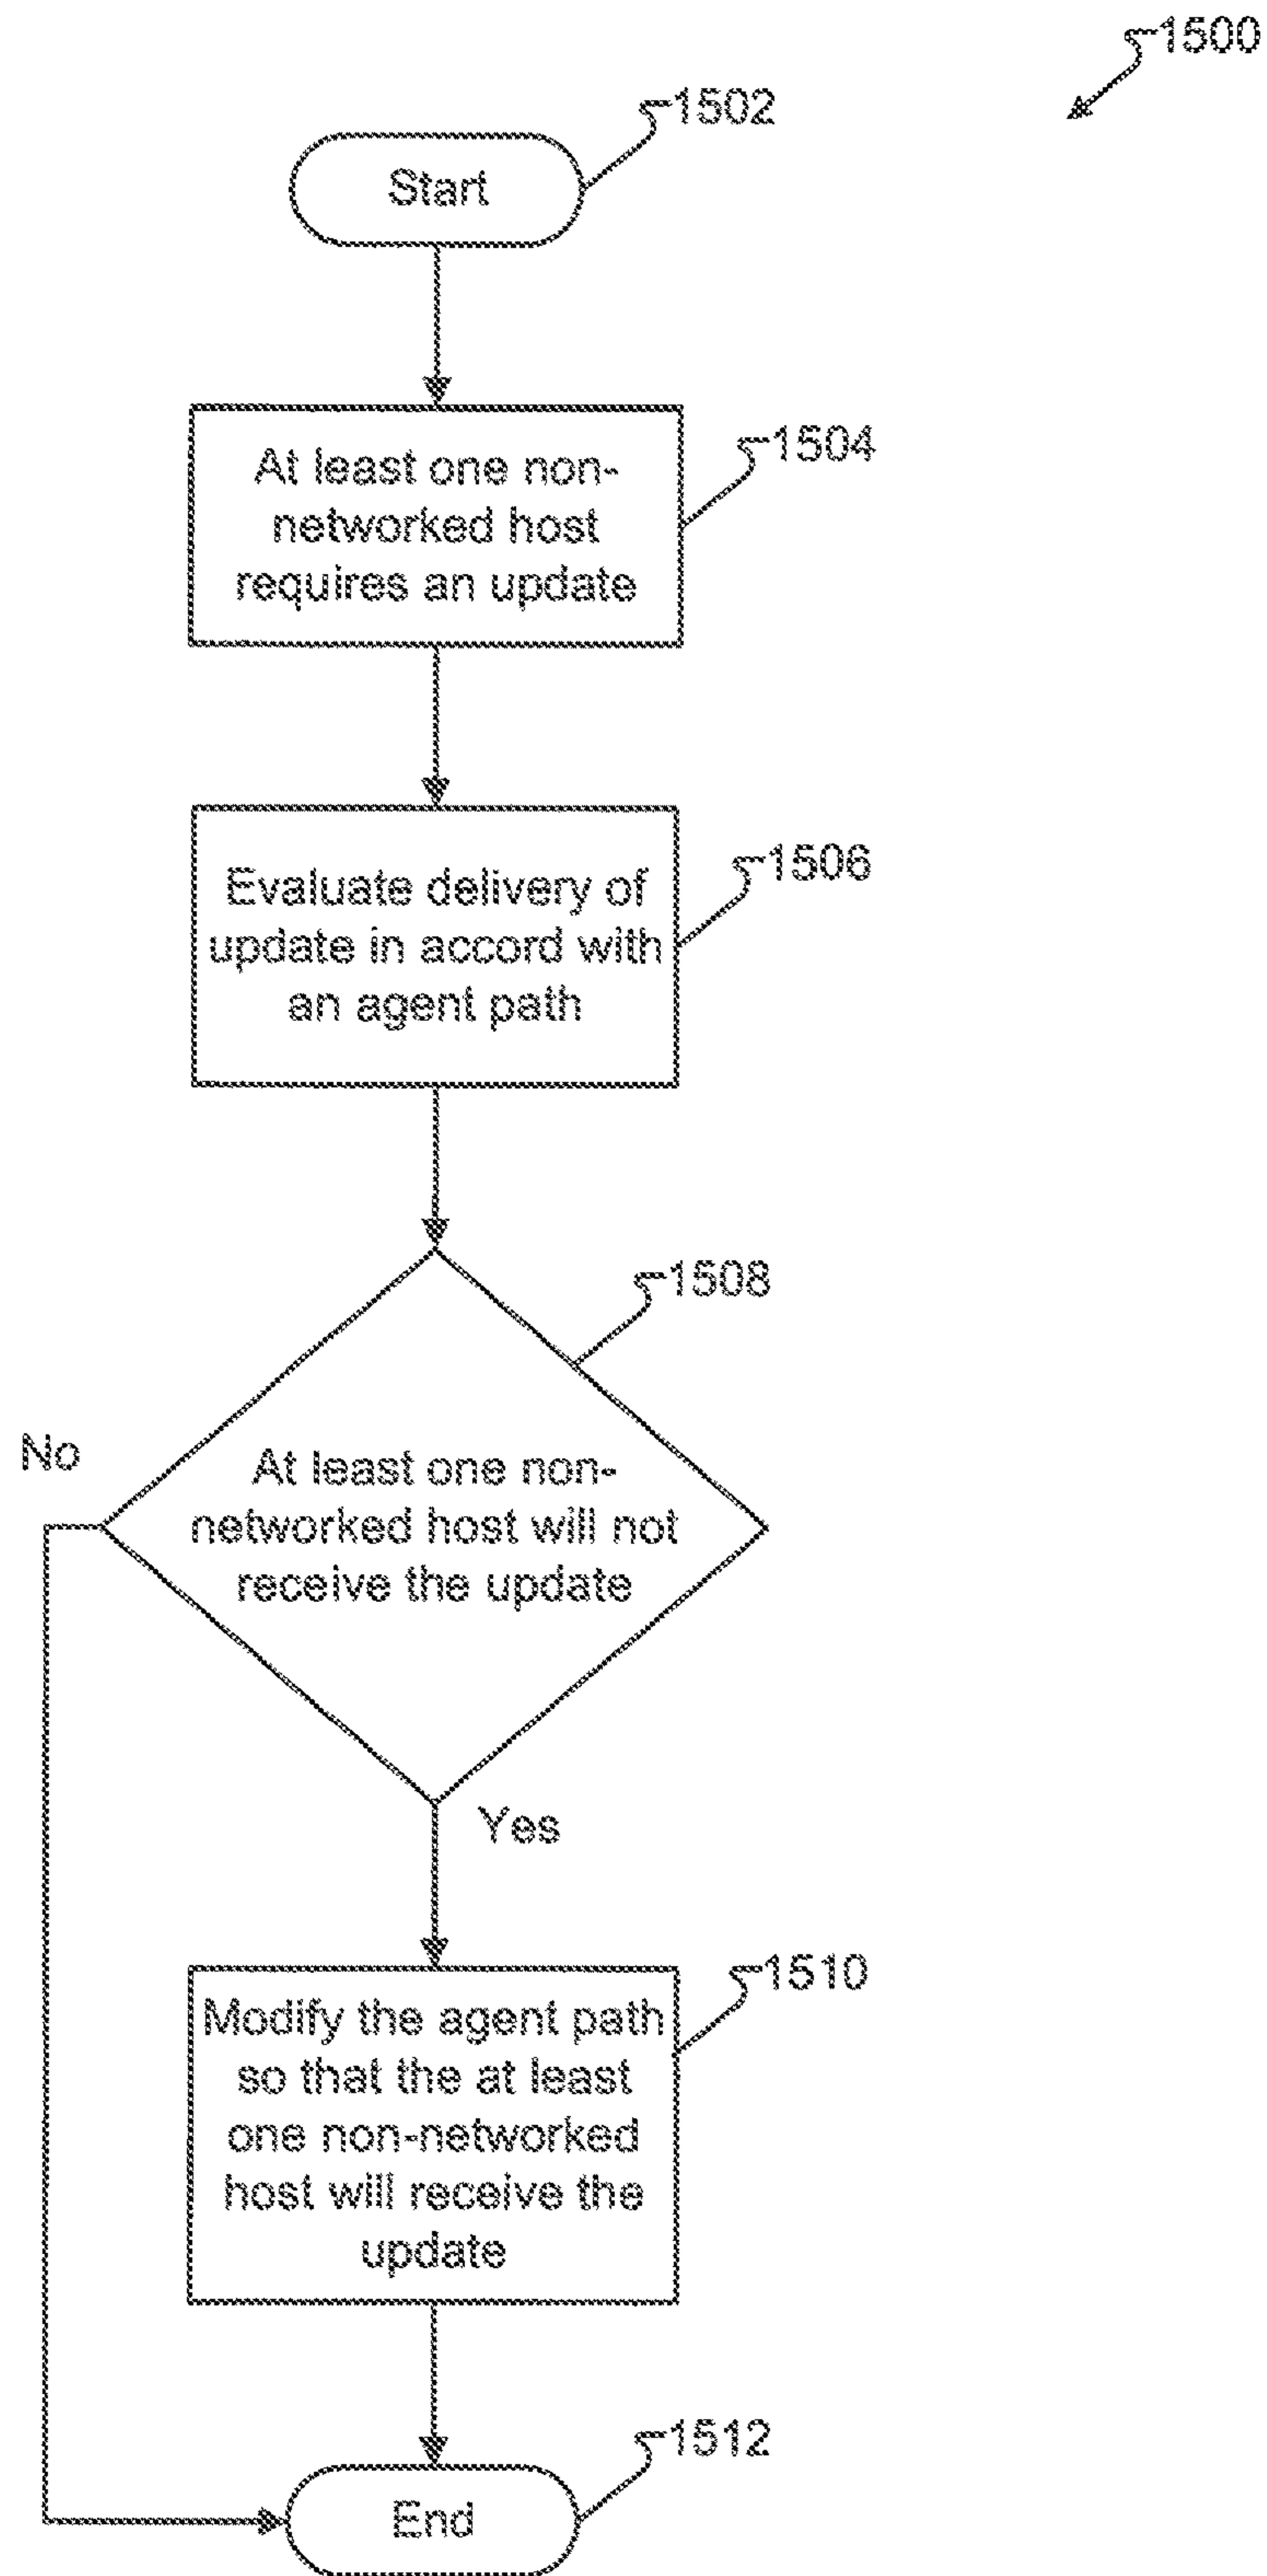 1500
1502
Start
1504
At least one non-
networked host
requires an update
1506
Evaluate delivery of
update in accord with
an agent path
1508
No
At least one non-
networked host will not
receive the update
Yes
1510
Modify the agent path
so that the at least
one non-networked
host will receive the
update
1512
End